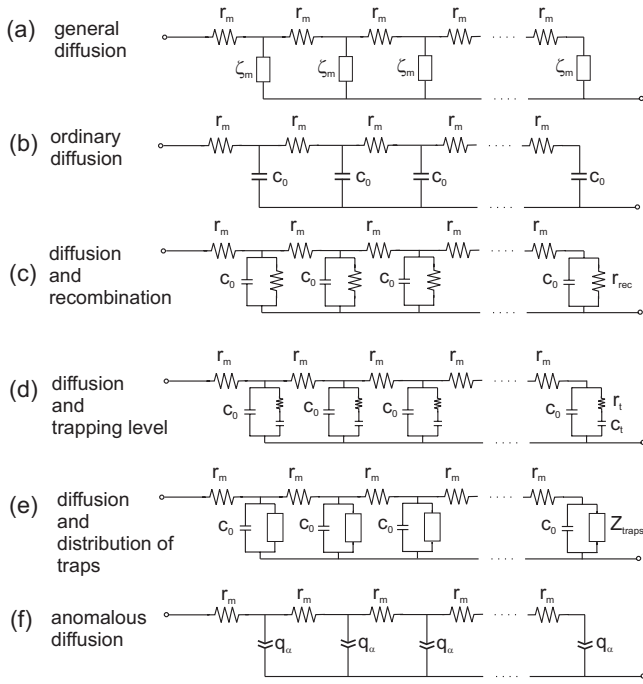 (a) general diffusion
r_m r_m r_m r_m r_m
ζ_m ζ_m ζ_m ζ_m
(b) ordinary diffusion
r_m r_m r_m r_m r_m
c_0 c_0 c_0 c_0
(c) diffusion and recombination
r_m r_m r_m r_m r_m
c_0 c_0 c_0 c_0 r_rec
(d) diffusion and trapping level
r_m r_m r_m r_m r_m
c_0 c_0 c_0 c_0 r_t
c_t
(e) diffusion and distribution of traps
r_m r_m r_m r_m r_m
c_0 c_0 c_0 c_0 Z_traps
(f) anomalous diffusion
r_m r_m r_m r_m r_m
q_α q_α q_α q_α